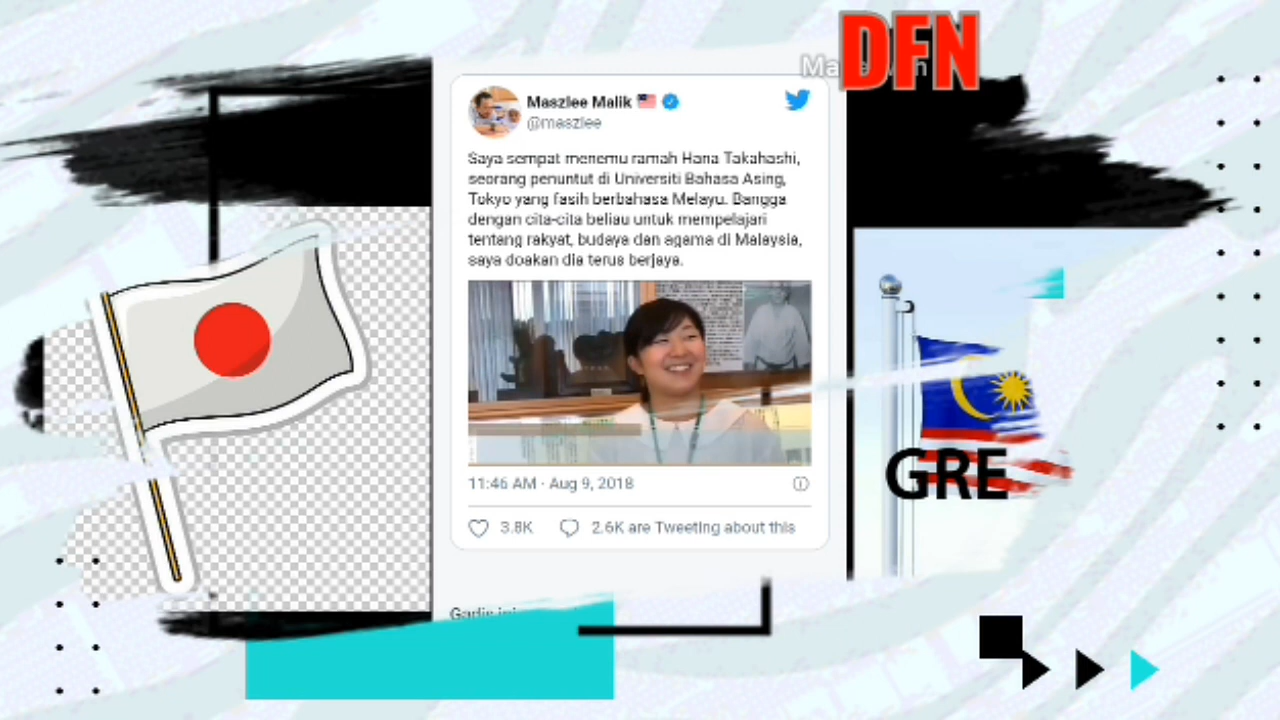 DFN
Maszlee Malik
@maszlee
Saya sempat menemu ramah Hana Takahashi,
seorang penuntut di Universiti Bahasa Asing,
Tokyo yang fasih berbahasa Melayu. Bangga
dengan cita-cita beliau untuk mempelajari
tentang rakyat, budaya dan agama di Malaysia,
saya doakan dia terus berjaya.
GRE
11:46 AM · Aug 9, 2018
3.8K 2.6K are Tweeting about this